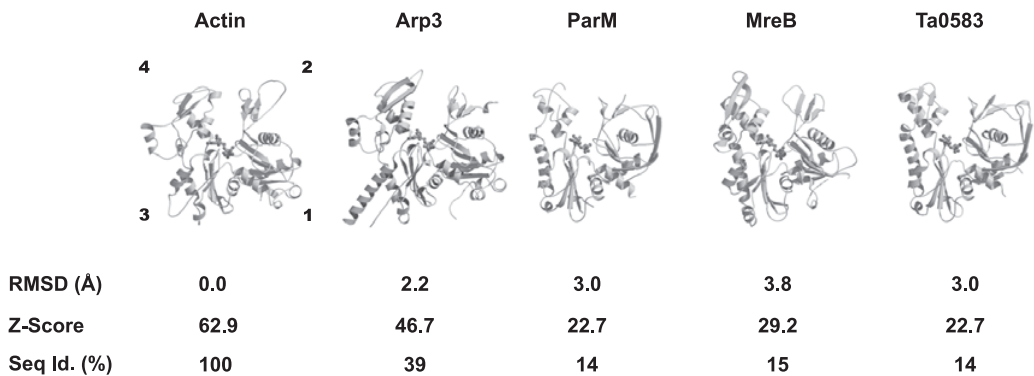 Actin Arp3 ParM MreB Ta0583
4 2
3 1
RMSD (Å) 0.0 2.2 3.0 3.8 3.0
Z-Score 62.9 46.7 22.7 29.2 22.7
Seq Id. (%) 100 39 14 15 14